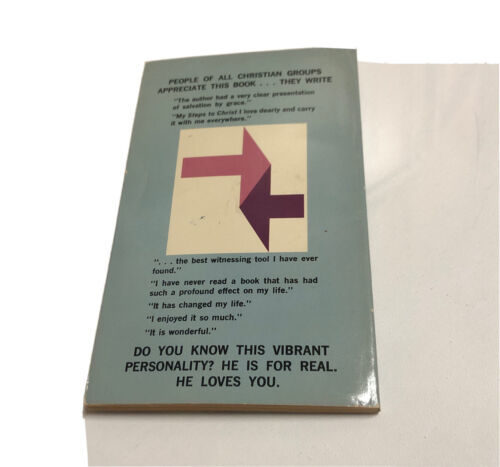 PEOPLE OF ALL CHRISTIAN GROUPS
APPRECIATE THIS BOOK . . . THEY WRITE
"The author had a very clear presentation
of salvation by grace."
"My Steps to Christ I love dearly and carry
it with me everywhere."
". . . the best witnessing tool I have ever
found."
"I have never read a book that has had
such a profound effect on my life."
"It has changed my life."
"I enjoyed it so much."
"It is wonderful."
DO YOU KNOW THIS VIBRANT
PERSONALITY? HE IS FOR REAL.
HE LOVES YOU.